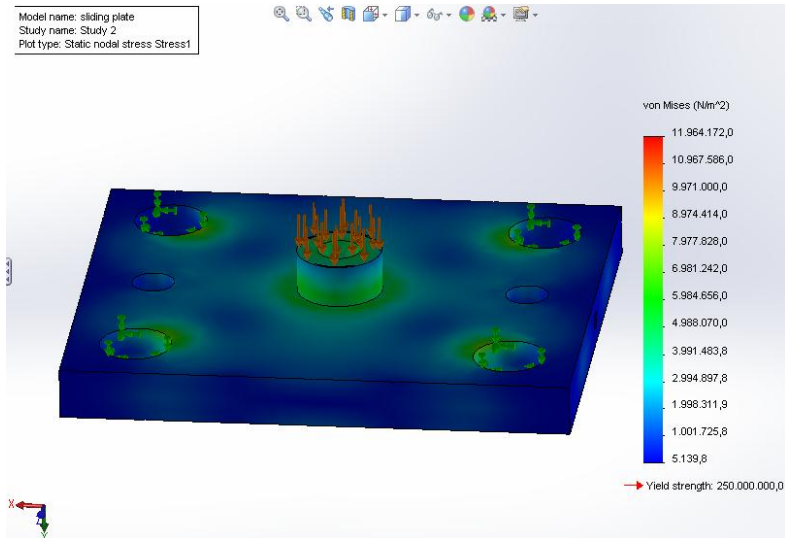 Model name: sliding plate
Study name: Study 2
Plot type: Static nodal stress Stress1
von Mises (N/m^2)
11.964.172,0
10.967.586,0
9.971.000,0
8.974.414,0
7.977.828,0
6.981.242,0
5.984.656,0
4.988.070,0
3.991.483,8
2.994.897,8
1.998.311,9
1.001.725,8
5.139,8
Yield strength: 250.000.000,0
X
Y